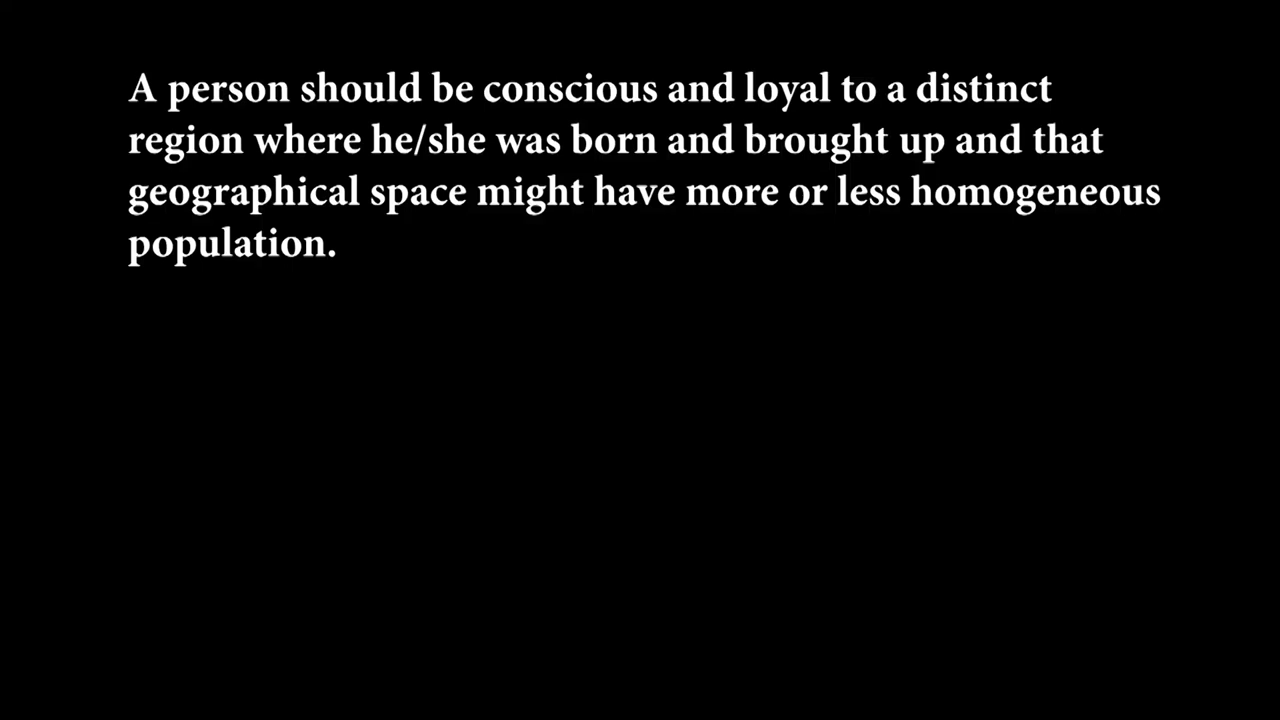 A person should be conscious and loyal to a distinct
region where he/she was born and brought up and that
geographical space might have more or less homogeneous
population.